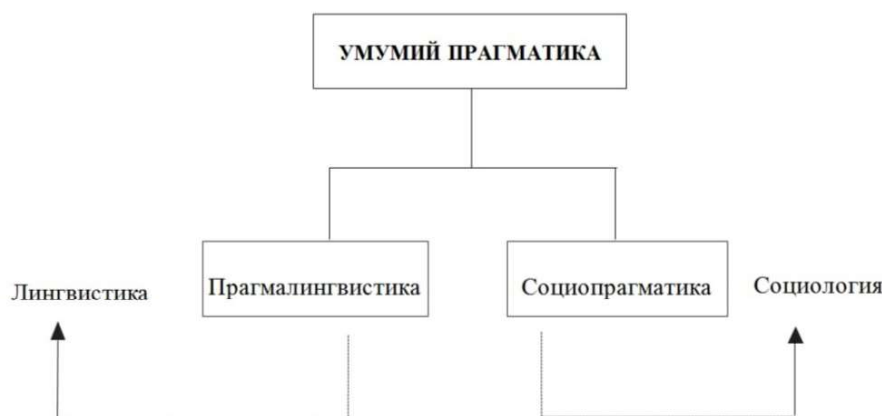 УМУМИЙ ПРАГМАТИКА
Лингвистика
Прагмалингвистика
Социопрагматика
Социология